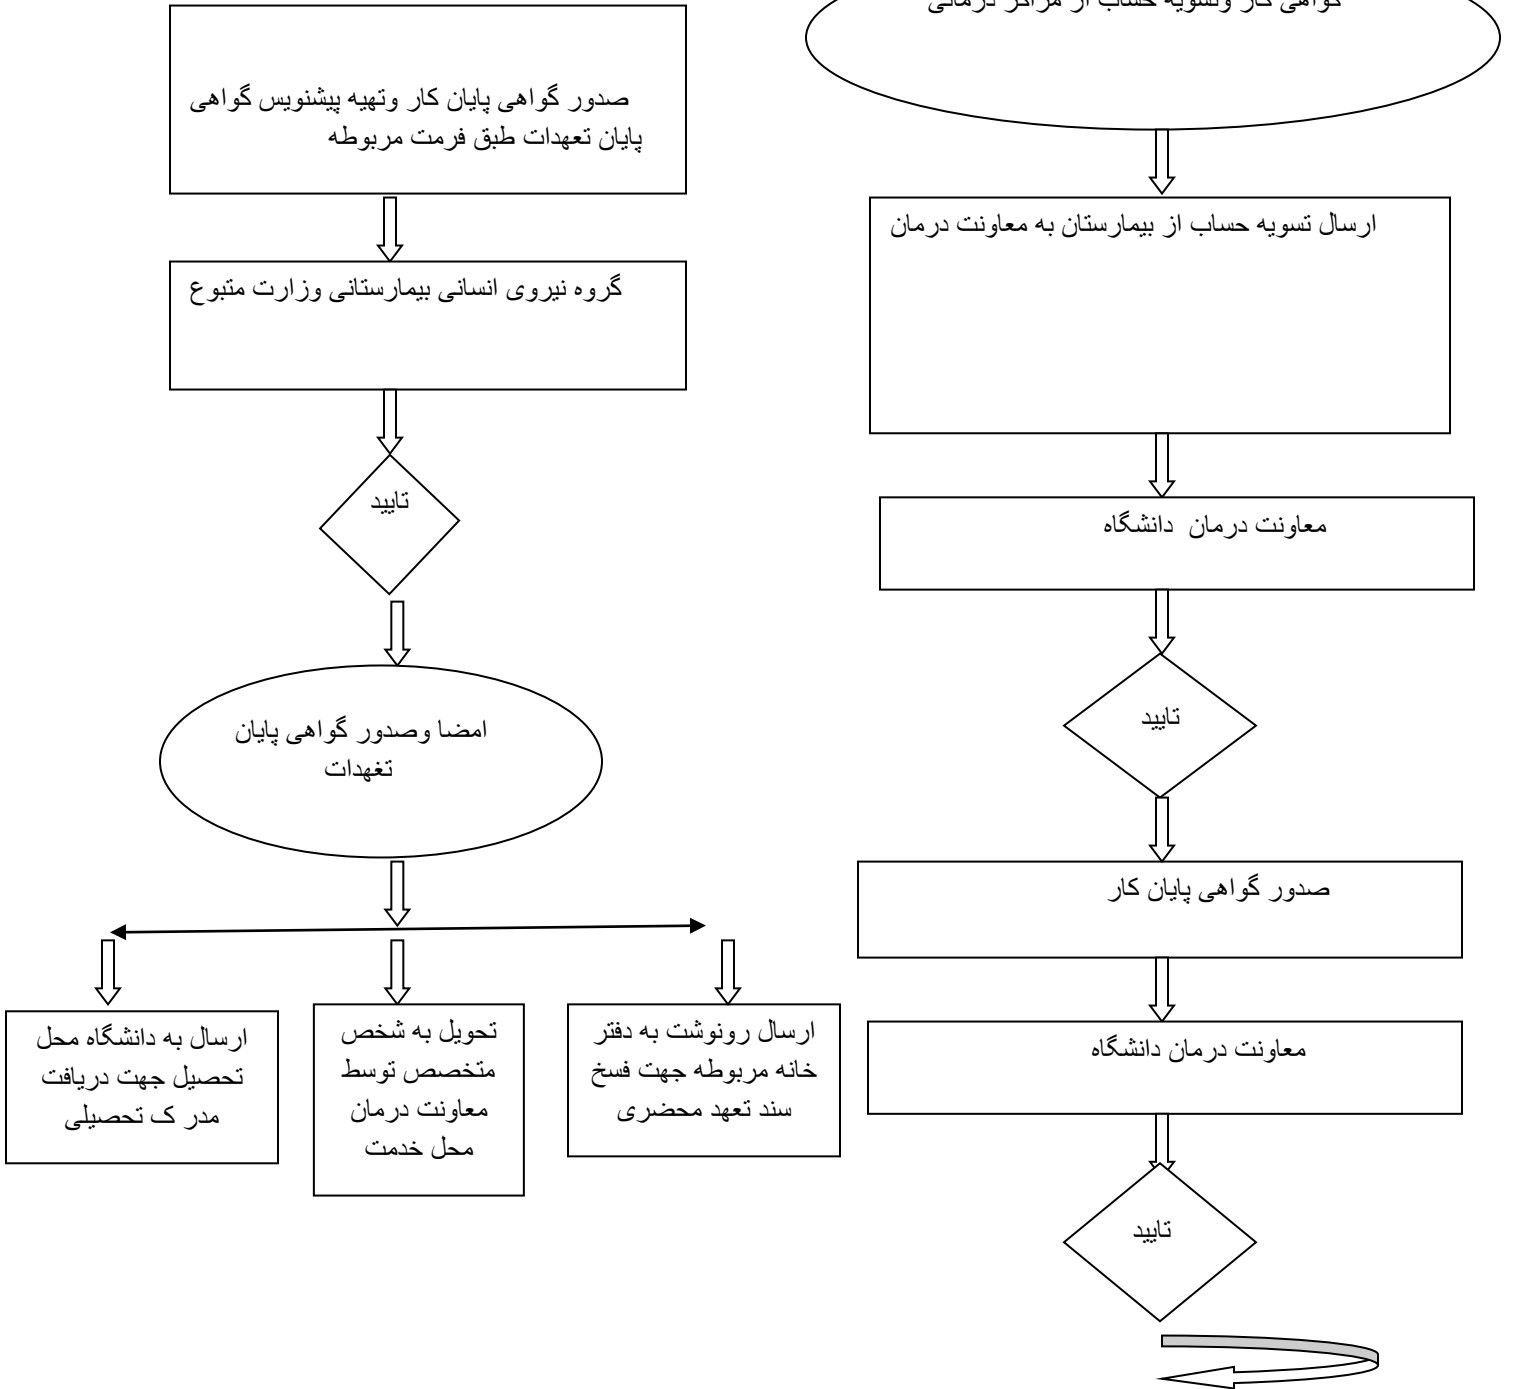 گواهی کار وتسویه حساب از مراکز درمانی
ارسال تسویه حساب از بیمارستان به معاونت درمان
معاونت درمان دانشگاه
تایید
صدور گواهی پایان کار
معاونت درمان دانشگاه
تایید
صدور گواهی پایان کار وتهیه پیشنویس گواهی
پایان تعهدات طبق فرمت مربوطه
گروه نیروی انسانی بیمارستانی وزارت متبوع
تایید
امضا وصدور گواهی پایان
تغهدات
ارسال رونوشت به دفتر
خانه مربوطه جهت فسخ
سند تعهد محضری
تحویل به شخص
متخصص توسط
معاونت درمان
محل خدمت
ارسال به دانشگاه محل
تحصیل جهت دریافت
مدر ک تحصیلی